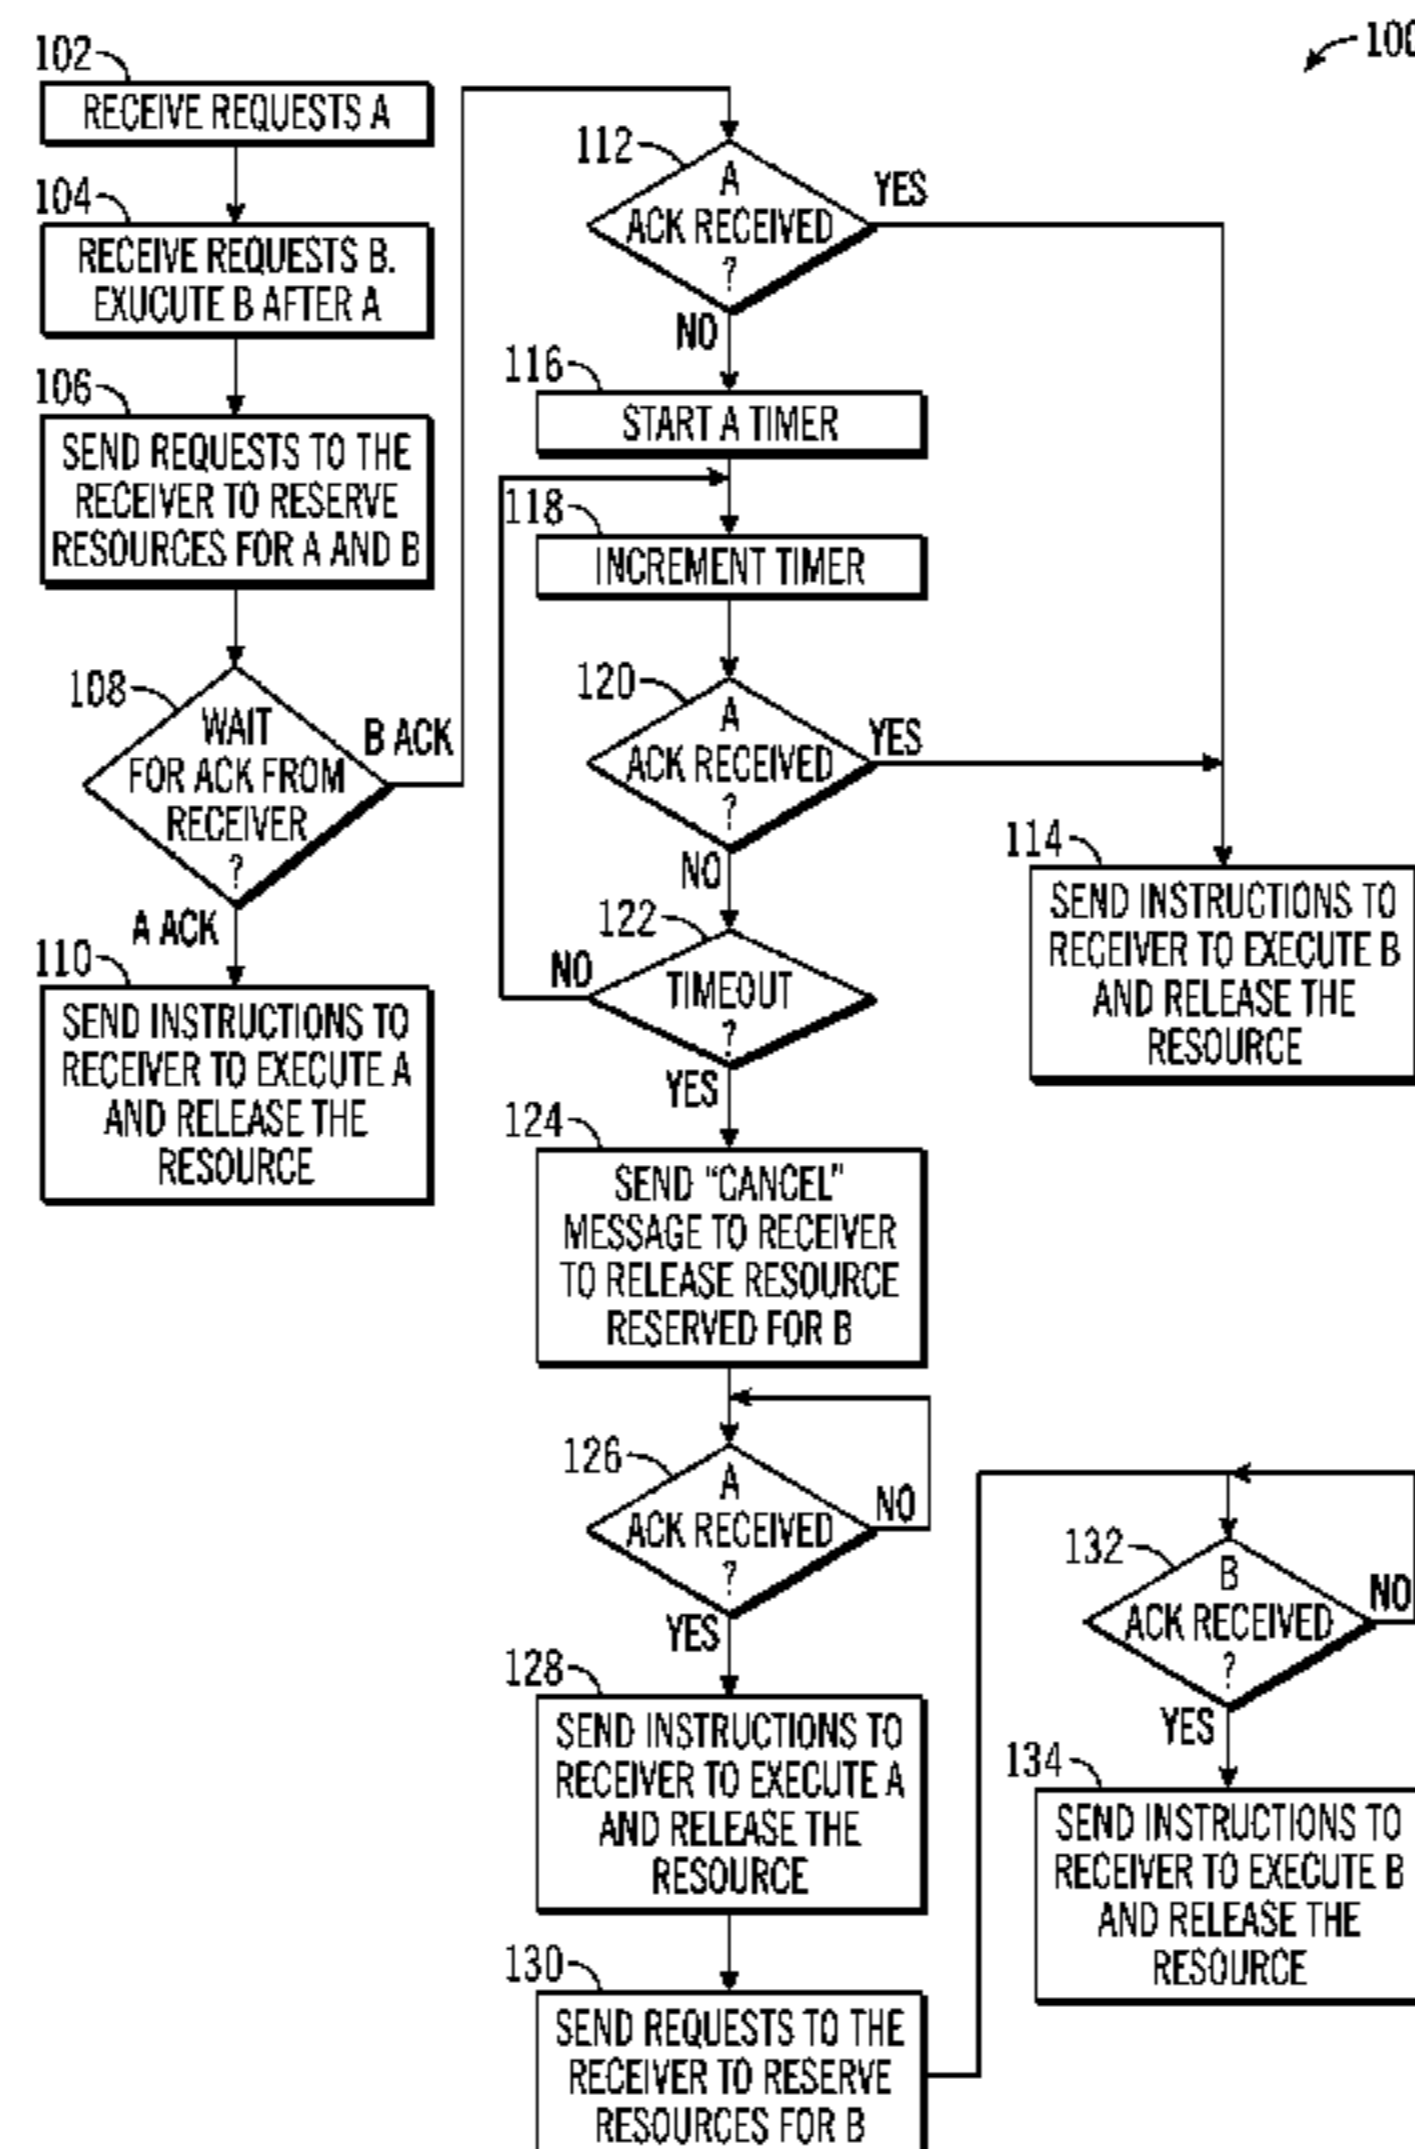 100
102
RECEIVE REQUESTS A
104
RECEIVE REQUESTS B.
EXUCUTE B AFTER A
106
SEND REQUESTS TO THE
RECEIVER TO RESERVE
RESOURCES FOR A AND B
108
WAIT
FOR ACK FROM
RECEIVER
?
B ACK
A ACK
110
SEND INSTRUCTIONS TO
RECEIVER TO EXECUTE A
AND RELEASE THE
RESOURCE
112
A
ACK RECEIVED
?
YES
NO
116
START A TIMER
118
INCREMENT TIMER
120
A
ACK RECEIVED
?
YES
NO
114
SEND INSTRUCTIONS TO
RECEIVER TO EXECUTE B
AND RELEASE THE
RESOURCE
122
TIMEOUT
?
NO
YES
124
SEND "CANCEL"
MESSAGE TO RECEIVER
TO RELEASE RESOURCE
RESERVED FOR B
126
A
ACK RECEIVED
?
NO
YES
128
SEND INSTRUCTIONS TO
RECEIVER TO EXECUTE A
AND RELEASE THE
RESOURCE
130
SEND REQUESTS TO THE
RECEIVER TO RESERVE
RESOURCES FOR B
132
B
ACK RECEIVED
?
NO
YES
134
SEND INSTRUCTIONS TO
RECEIVER TO EXECUTE B
AND RELEASE THE
RESOURCE